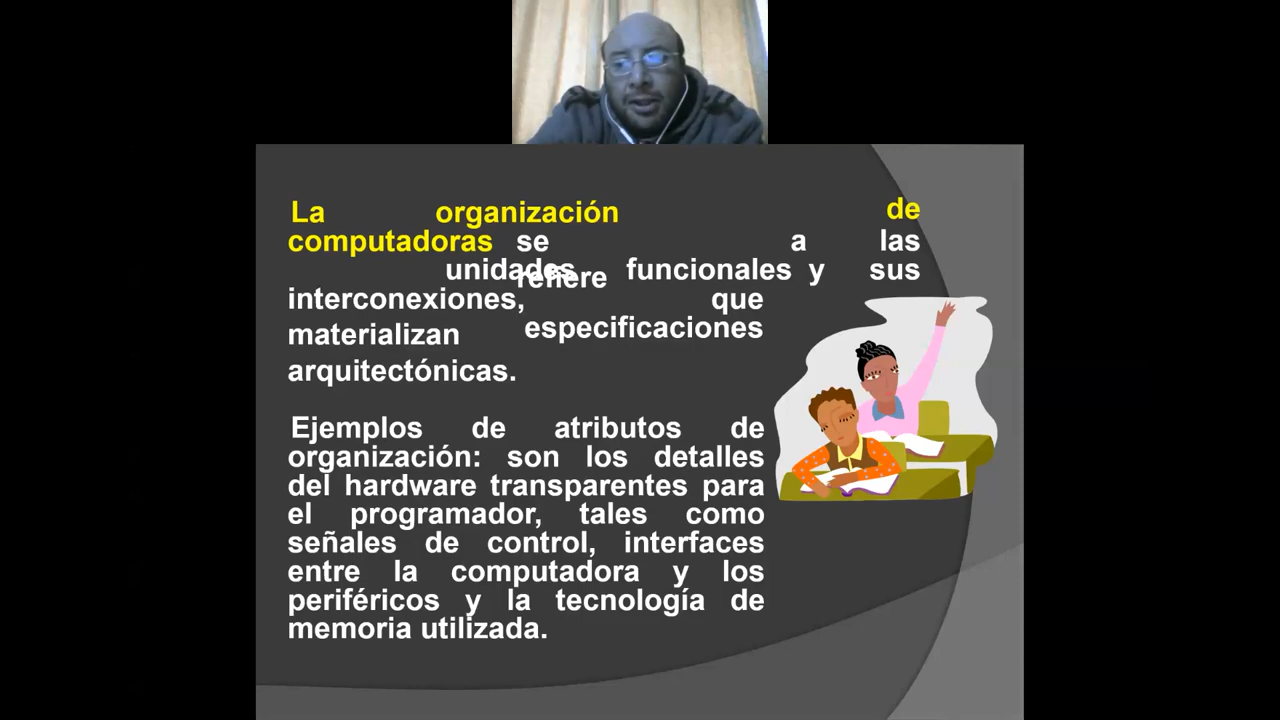 La organización de
computadoras se refiere a las
unidades funcionales y sus
interconexiones, que
materializan especificaciones
arquitectónicas.
Ejemplos de atributos de
organización: son los detalles
del hardware transparentes para
el programador, tales como
señales de control, interfaces
entre la computadora y los
periféricos y la tecnología de
memoria utilizada.